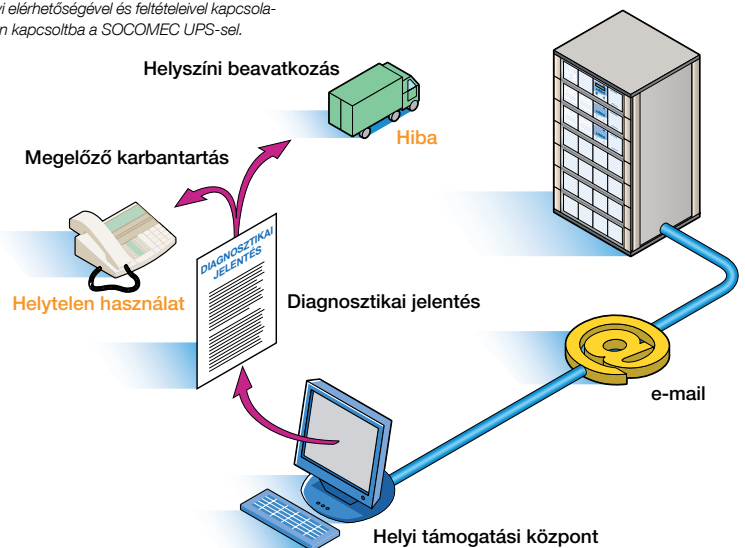 yi elérhetőségével és feltételeivel kapcsola-
n kapcsoltba a SOCOMEC UPS-sel.
Helyszíni beavatkozás
Hiba
Megelőző karbantartás
DIAGNOSZTIKAI
JELENTÉS
Helytelen használat
Diagnosztikai jelentés
e-mail
Helyi támogatási központ